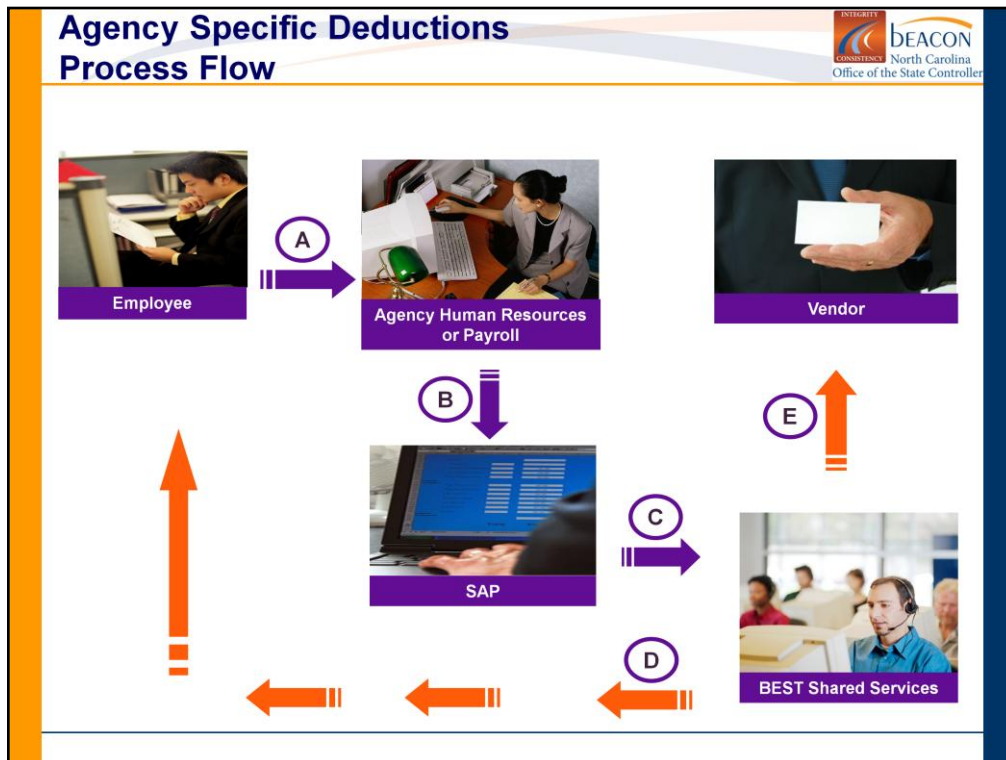 Agency Specific Deductions
Process Flow
INTEGRITY
CONSISTENCY
bEACON
North Carolina
Office of the State Controller
A
Employee
Agency Human Resources
or Payroll
Vendor
B
E
C
SAP
D
BEST Shared Services